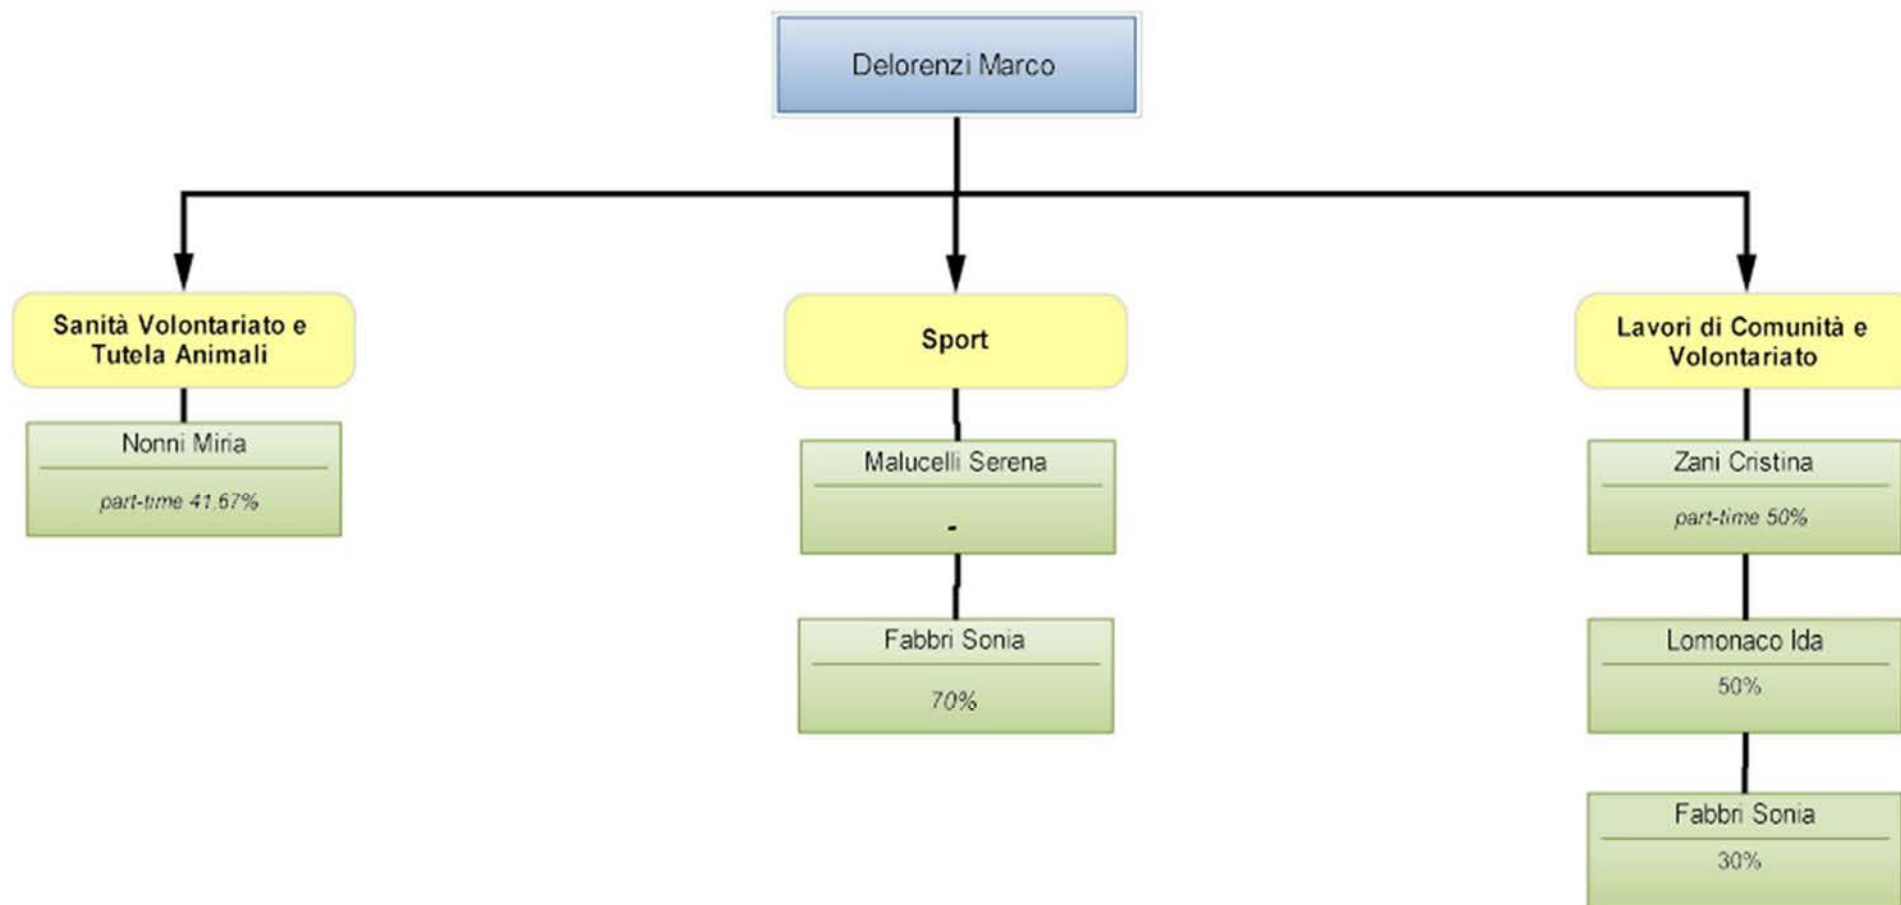 Delorenzi Marco
Sanità Volontariato e
Tutela Animali
Nonni Miria
part-time 41,67%
Sport
Malucelli Serena
-
Fabbri Sonia
70%
Lavori di Comunità e
Volontariato
Zani Cristina
part-time 50%
Lomonaco Ida
50%
Fabbri Sonia
30%